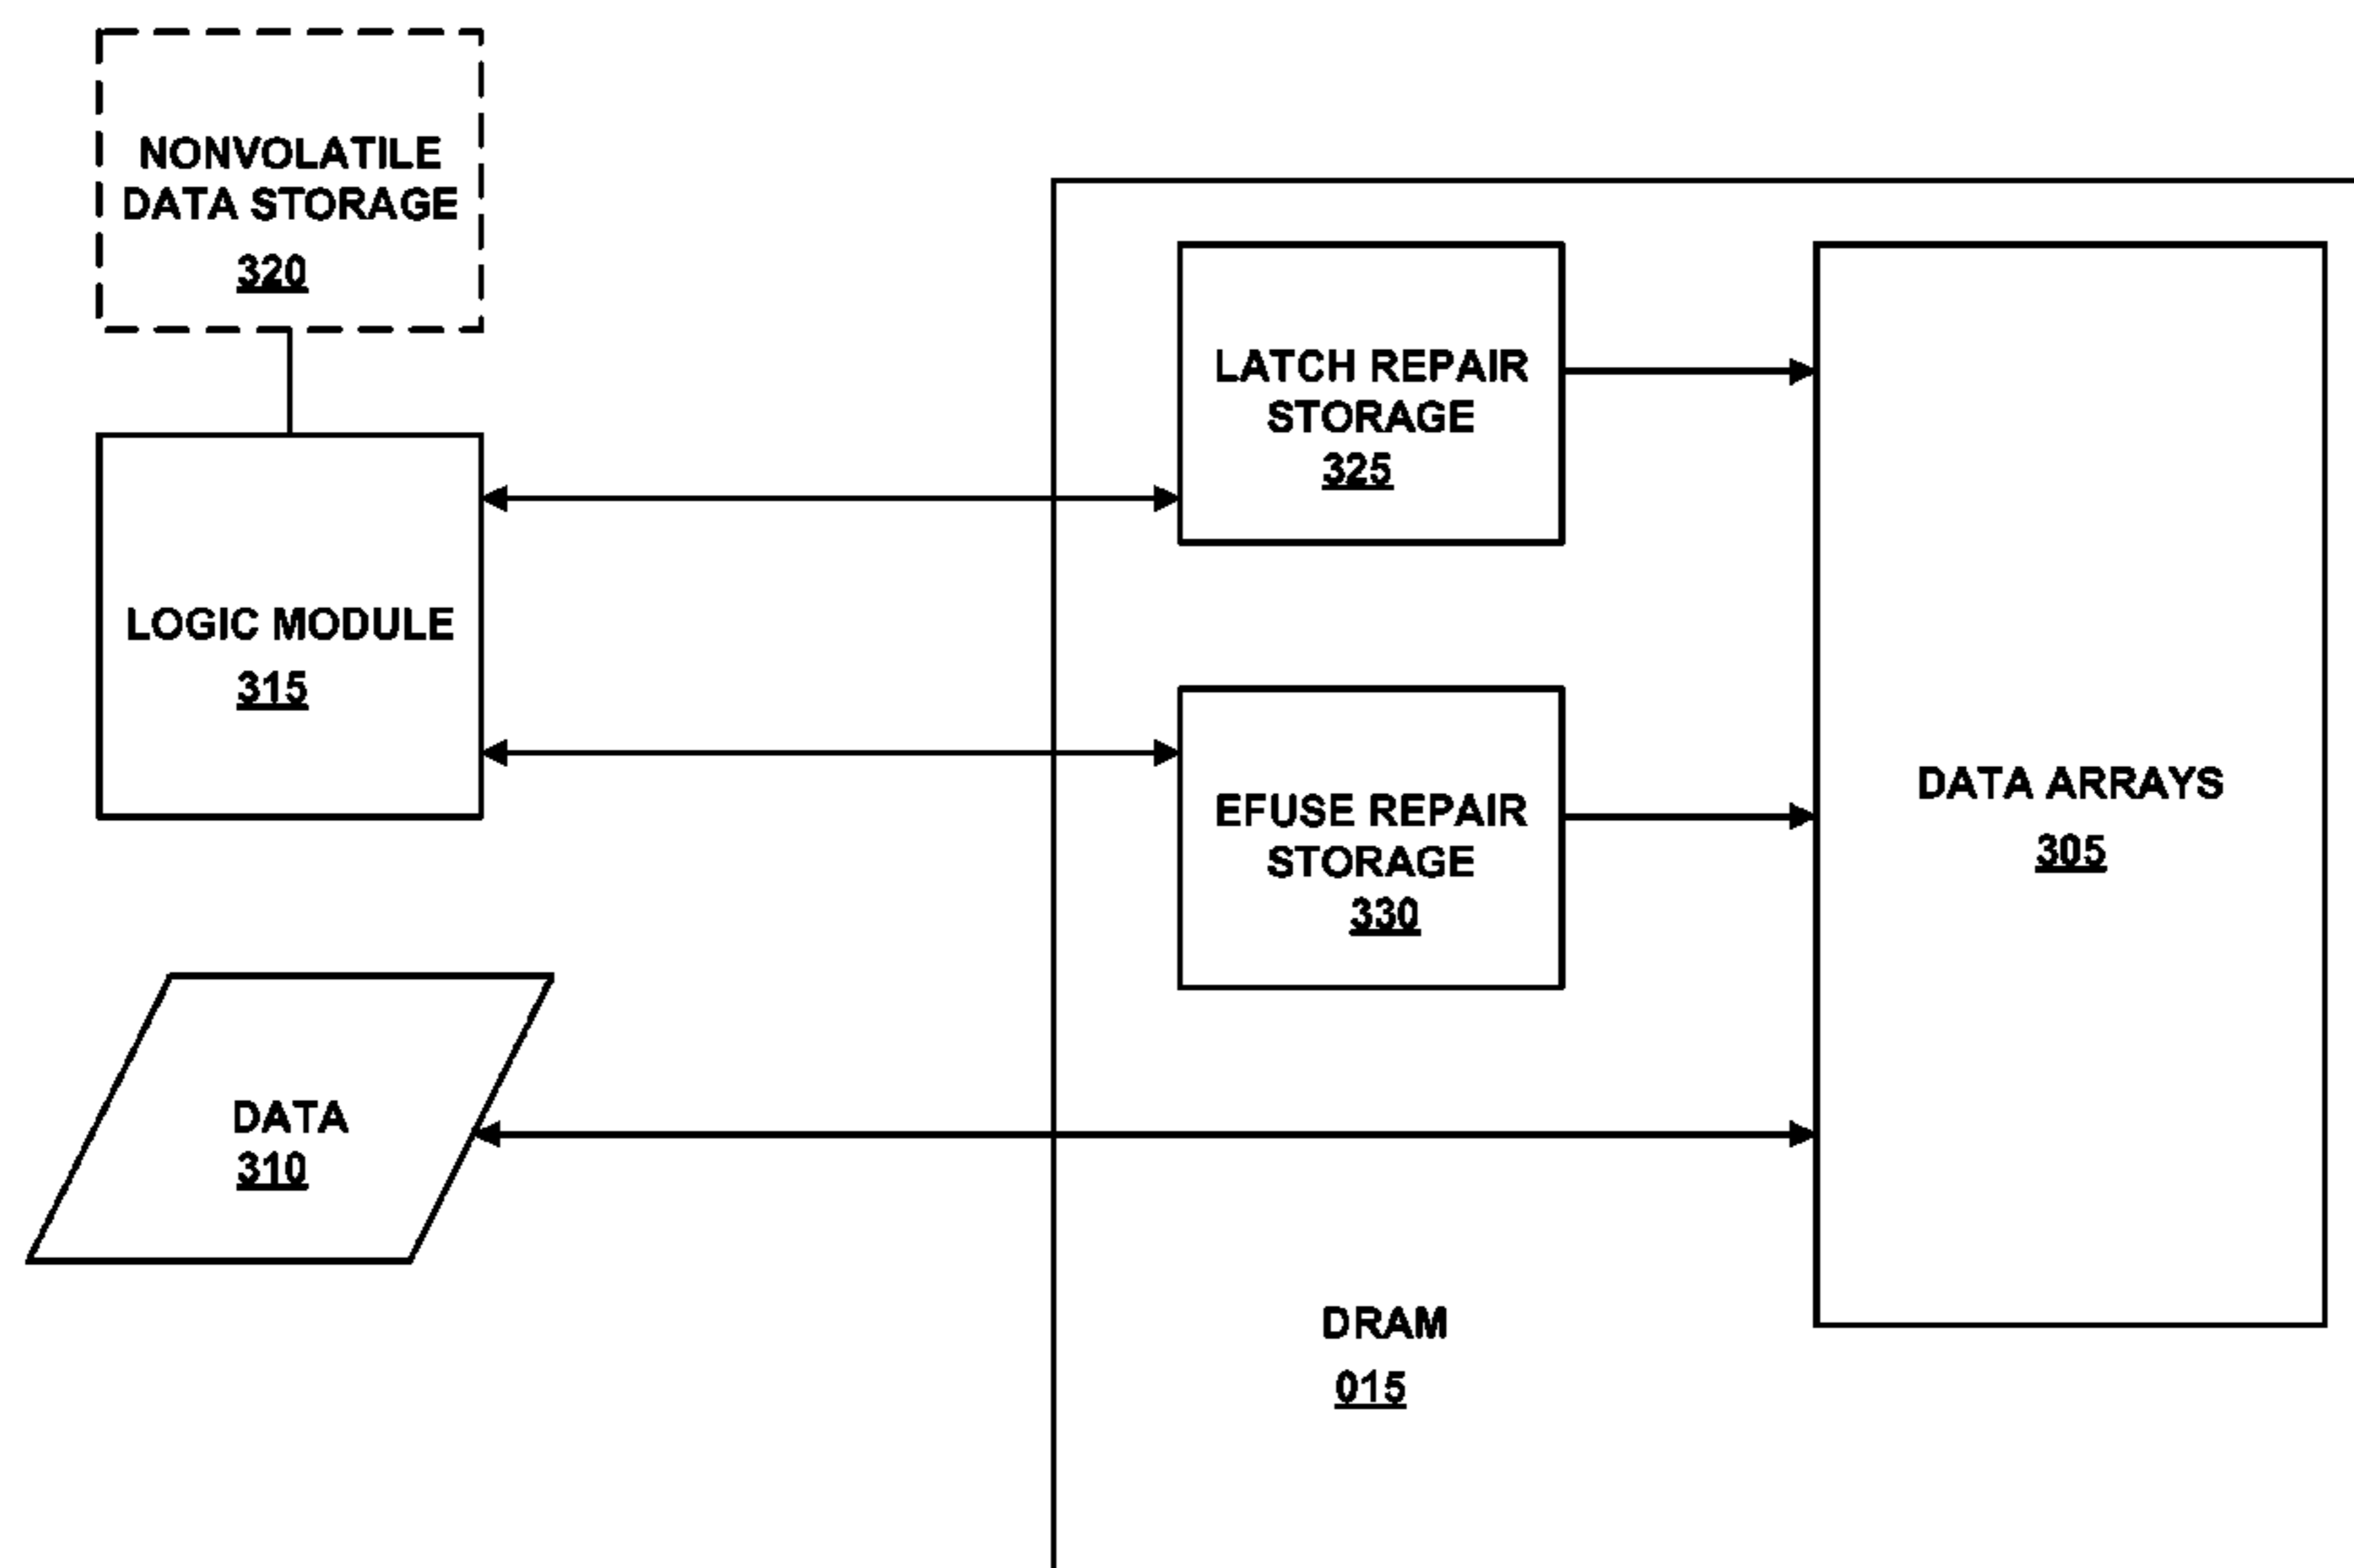 NONVOLATILE
DATA STORAGE
320
LOGIC MODULE
315
DATA
310
LATCH REPAIR
STORAGE
325
EFUSE REPAIR
STORAGE
330
DATA ARRAYS
305
DRAM
015